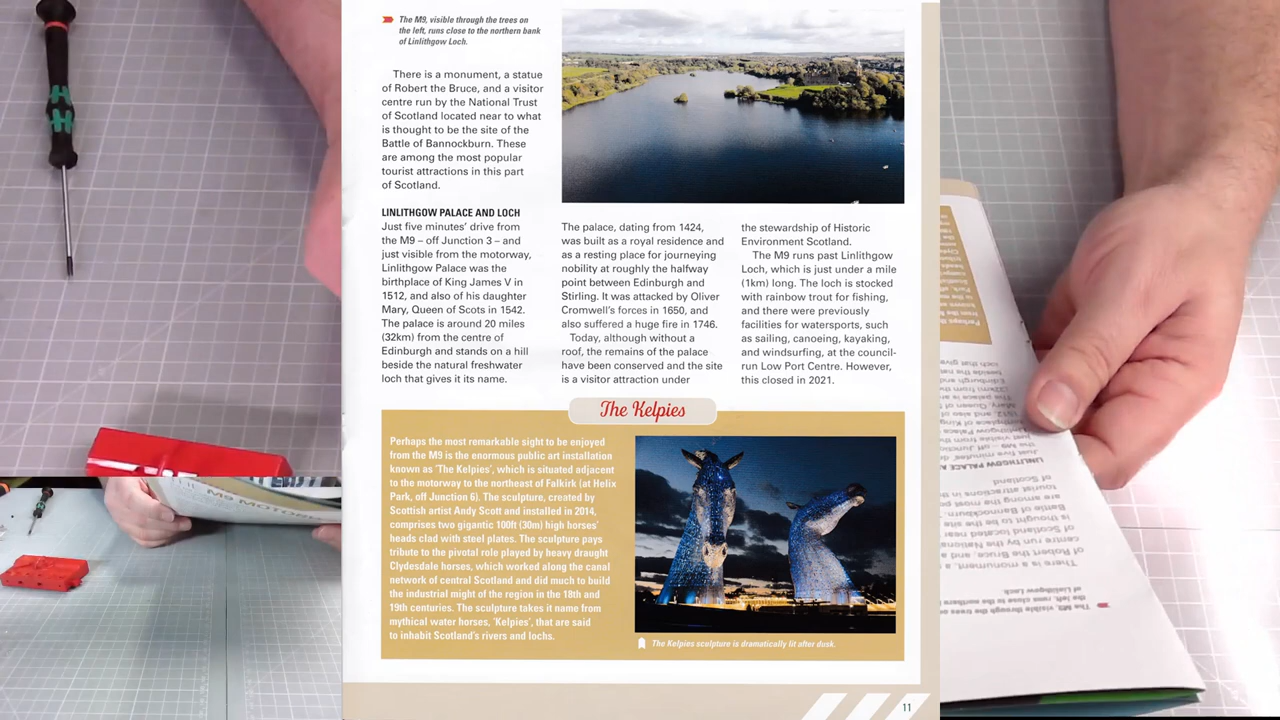 The M9, visible through the trees on
the left, runs close to the northern bank
of Linlithgow Loch.
There is a monument, a statue
of Robert the Bruce, and a visitor
centre run by the National Trust
of Scotland located near to what
is thought to be the site of the
Battle of Bannockburn. These
are among the most popular
tourist attractions in this part
of Scotland.
LINLITHGOW PALACE AND LOCH
Just five minutes' drive from
the M9 – off Junction 3 – and
just visible from the motorway,
Linlithgow Palace was the
birthplace of King James V in
1512, and also of his daughter
Mary, Queen of Scots in 1542.
The palace is around 20 miles
(32km) from the centre of
Edinburgh and stands on a hill
beside the natural freshwater
loch that gives it its name.
The palace, dating from 1424,
was built as a royal residence and
as a resting place for journeying
nobility at roughly the halfway
point between Edinburgh and
Stirling. It was attacked by Oliver
Cromwell's forces in 1650, and
also suffered a huge fire in 1746.
Today, although without a
roof, the remains of the palace
have been conserved and the site
is a visitor attraction under
the stewardship of Historic
Environment Scotland.
The M9 runs past Linlithgow
Loch, which is just under a mile
(1km) long. The loch is stocked
with rainbow trout for fishing,
and there were previously
facilities for watersports, such
as sailing, canoeing, kayaking,
and windsurfing, at the council-
run Low Port Centre. However,
this closed in 2021.
The Kelpies
Perhaps the most remarkable sight to be enjoyed
from the M9 is the enormous public art installation
known as 'The Kelpies', which is situated adjacent
to the motorway to the northeast of Falkirk (at Helix
Park, off Junction 6). The sculpture, created by
Scottish artist Andy Scott and installed in 2014,
comprises two gigantic 100ft (30m) high horses'
heads clad with steel plates. The sculpture pays
tribute to the pivotal role played by heavy draught
Clydesdale horses, which worked along the canal
network of central Scotland and did much to build
the industrial might of the region in the 18th and
19th centuries. The sculpture takes it name from
mythical water horses, 'Kelpies', that are said
to inhabit Scotland's rivers and lochs.
The Kelpies sculpture is dramatically lit after dusk.
11